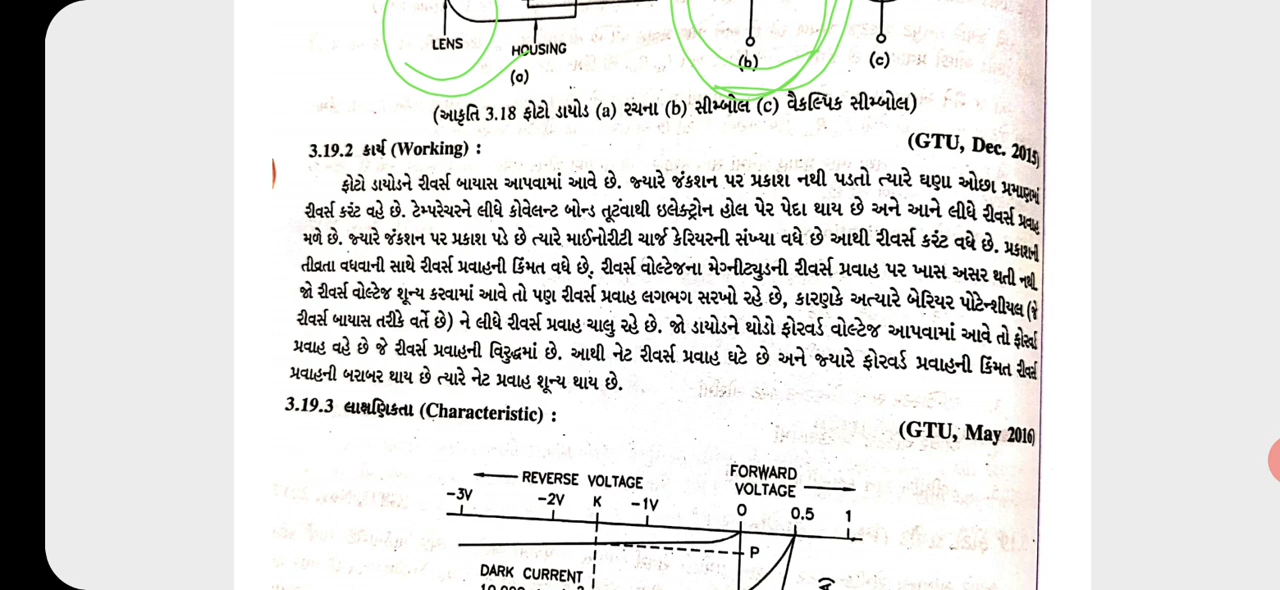 LENS
HOUSING
(a)
(b)
(c)
(આકૃતિ 3.18 ફોટો ડાયોડ (a) રચના (b) સીમ્બોલ (c) વૈકલ્પિક સીમ્બોલ)
3.19.2 કાર્ય (Working) :
(GTU, Dec. 2015)
ફોટો ડાયોડને રીવર્સ બાયાસ આપવામાં આવે છે. જ્યારે જંકશન પર પ્રકાશ નથી પડતો ત્યારે ઘણા ઓછા પ્રમાણમાં
રીવર્સ કરંટ વહે છે. ટેમ્પરેચરને લીધે કોવેલન્ટ બોન્ડ તૂટવાથી ઇલેક્ટ્રોન હોલ પેર પેદા થાય છે અને આને લીધે રીવર્સ પ્રવાહ
મળે છે. જ્યારે જંકશન પર પ્રકાશ પડે છે ત્યારે માઈનોરીટી ચાર્જ કેરિયરની સંખ્યા વધે છે આથી રીવર્સ કરંટ વધે છે. પ્રકાશની
તીવ્રતા વધવાની સાથે રીવર્સ પ્રવાહની કિંમત વધે છે. રીવર્સ વોલ્ટેજના મેગ્નીટ્યુડની રીવર્સ પ્રવાહ પર ખાસ અસર થતી નથી
જો રીવર્સ વોલ્ટેજ શૂન્ય કરવામાં આવે તો પણ રીવર્સ પ્રવાહ લગભગ સરખો રહે છે, કારણકે અત્યારે બેરિયર પોટેન્શીયલ (જે
રીવર્સ બાયાસ તરીકે વર્તે છે) ને લીધે રીવર્સ પ્રવાહ ચાલુ રહે છે. જો ડાયોડને થોડો ફોરવર્ડ વોલ્ટેજ આપવામાં આવે તો ફોરવર્ડ
પ્રવાહ વહે છે જે રીવર્સ પ્રવાહની વિરુદ્ધમાં છે. આથી નેટ રીવર્સ પ્રવાહ ઘટે છે અને જ્યારે ફોરવર્ડ પ્રવાહની કિંમત રીવર્સ
પ્રવાહની બરાબર થાય છે ત્યારે નેટ પ્રવાહ શૂન્ય થાય છે.
3.19.3 લાક્ષણિકતા (Characteristic) :
(GTU, May 2016)
REVERSE VOLTAGE
FORWARD
VOLTAGE
-3V -2V K -1V 0 0.5 1
P
DARK CURRENT